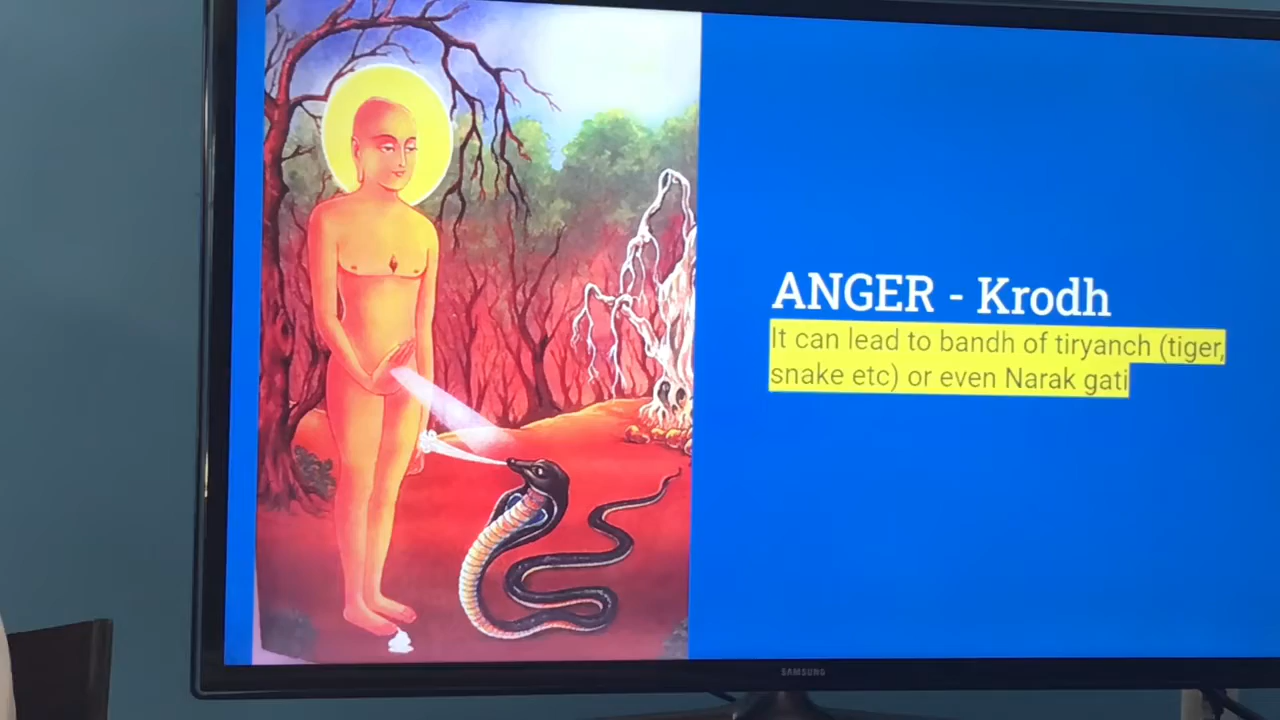 ANGER - Krodh
It can lead to bandh of tiryanch (tiger,
snake etc) or even Narak gati
SAMSUNG